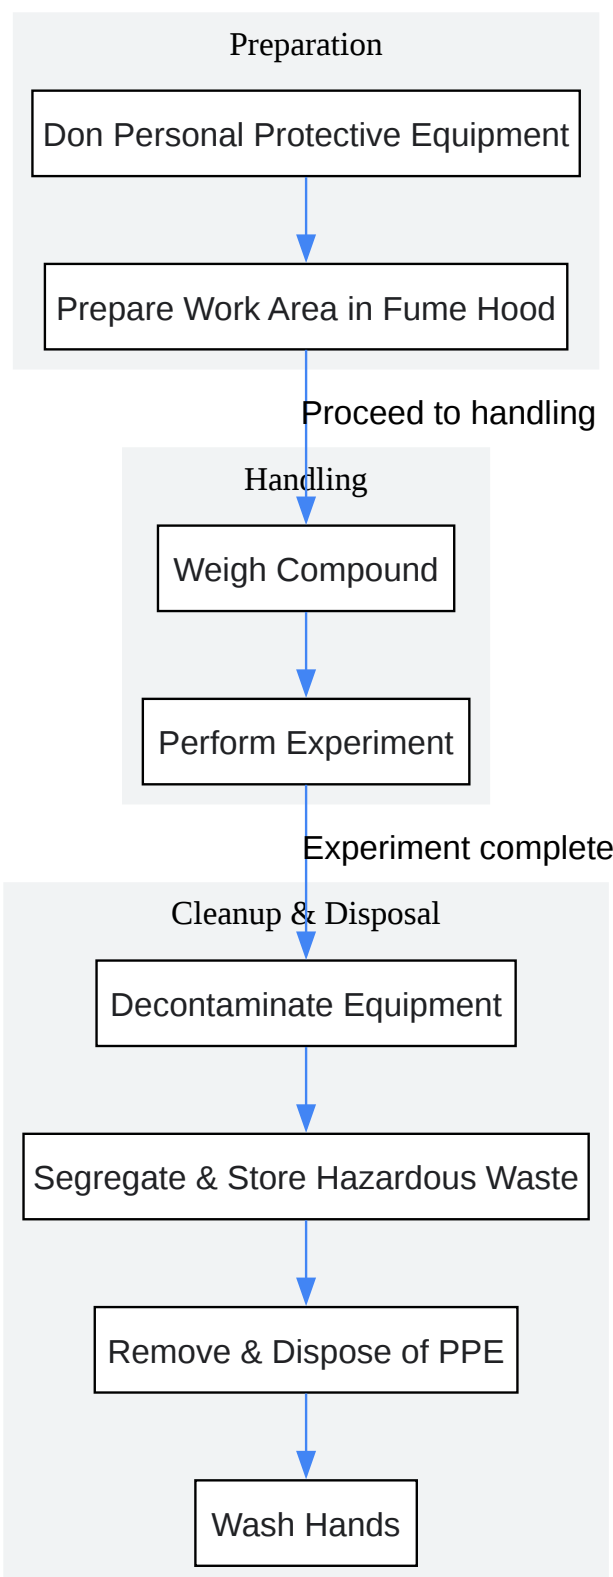 Preparation
Don Personal Protective Equipment
Prepare Work Area in Fume Hood
Proceed to handling
Handling
Weigh Compound
Perform Experiment
Experiment complete
Cleanup & Disposal
Decontaminate Equipment
Segregate & Store Hazardous Waste
Remove & Dispose of PPE
Wash Hands